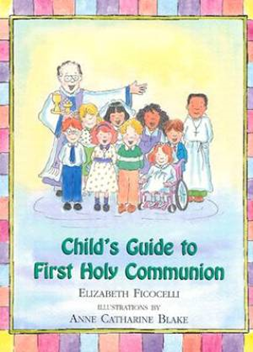 Child's Guide to
First Holy Communion
ELIZABETH FICOCELLI
ILLUSTRATIONS BY
ANNE CATHARINE BLAKE